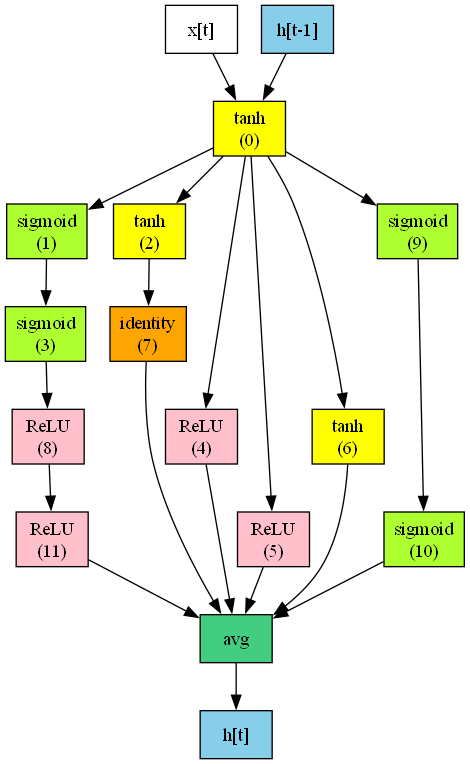 x[t]
h[t-1]
tanh
(0)
sigmoid
(1)
tanh
(2)
sigmoid
(9)
sigmoid
(3)
identity
(7)
ReLU
(8)
ReLU
(4)
tanh
(6)
ReLU
(11)
ReLU
(5)
sigmoid
(10)
avg
h[t]